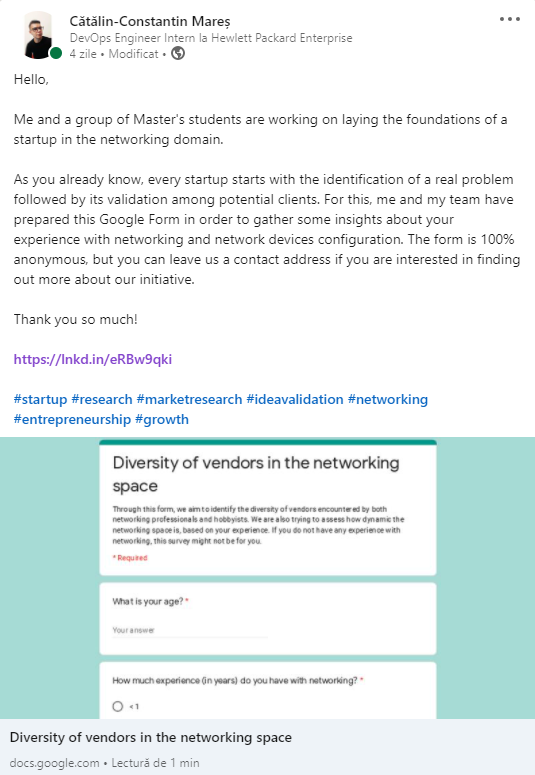 Cătălin-Constantin Mareș
DevOps Engineer Intern la Hewlett Packard Enterprise
4 zile • Modificat •
Hello,
Me and a group of Master's students are working on laying the foundations of a
startup in the networking domain.
As you already know, every startup starts with the identification of a real problem
followed by its validation among potential clients. For this, me and my team have
prepared this Google Form in order to gather some insights about your
experience with networking and network devices configuration. The form is 100%
anonymous, but you can leave us a contact address if you are interested in finding
out more about our initiative.
Thank you so much!
https://lnkd.in/eRBw9qki
#startup #research #marketresearch #ideavalidation #networking
#entrepreneurship #growth
Diversity of vendors in the networking
space
Through this form, we aim to identify the diversity of vendors encountered by both
networking professionals and hobbyists. We are also trying to assess how dynamic the
networking space is, based on your experience. If you do not have any experience with
networking, this survey might not be for you.
* Required
What is your age? *
Your answer
How much experience (in years) do you have with networking? *
<1
Diversity of vendors in the networking space
docs.google.com • Lectură de 1 min